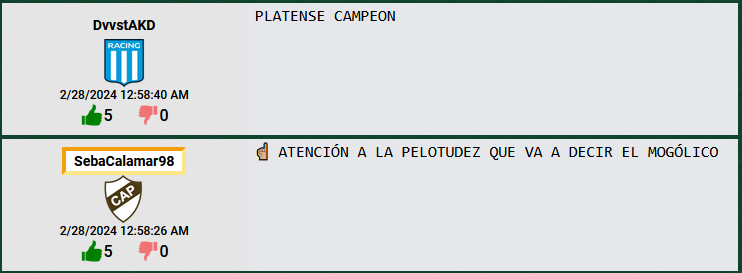 DvvstAKD
RACING
2/28/2024 12:58:40 AM
5 0
PLATENSE CAMPEON
SebaCalamar98
CAP
2/28/2024 12:58:26 AM
5 0
☝🏽 ATENCIÓN A LA PELOTUDEZ QUE VA A DECIR EL MOGÓLICO